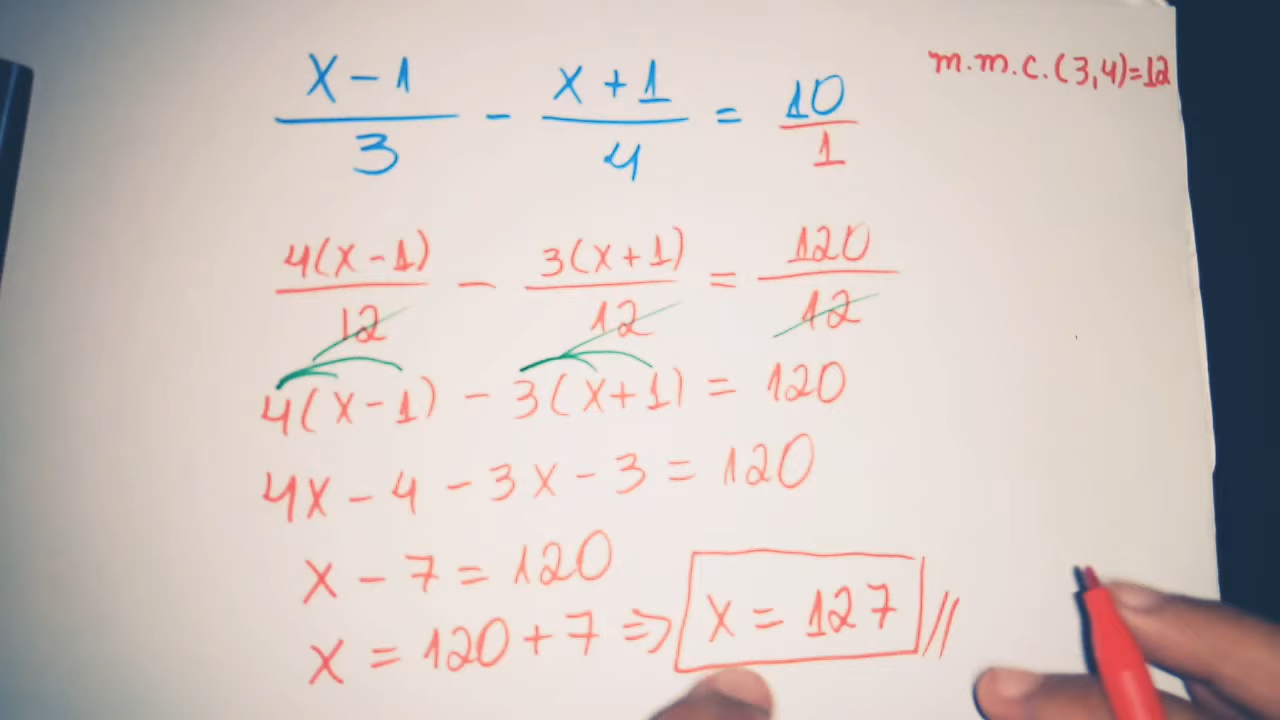 (x-1)/3 - (x+1)/4 = 10/1
m.m.c.(3,4)=12
4(x-1)/12 - 3(x+1)/12 = 120/12
4(x-1) - 3(x+1) = 120
4x - 4 - 3x - 3 = 120
x - 7 = 120
x = 120 + 7 => x = 127 //